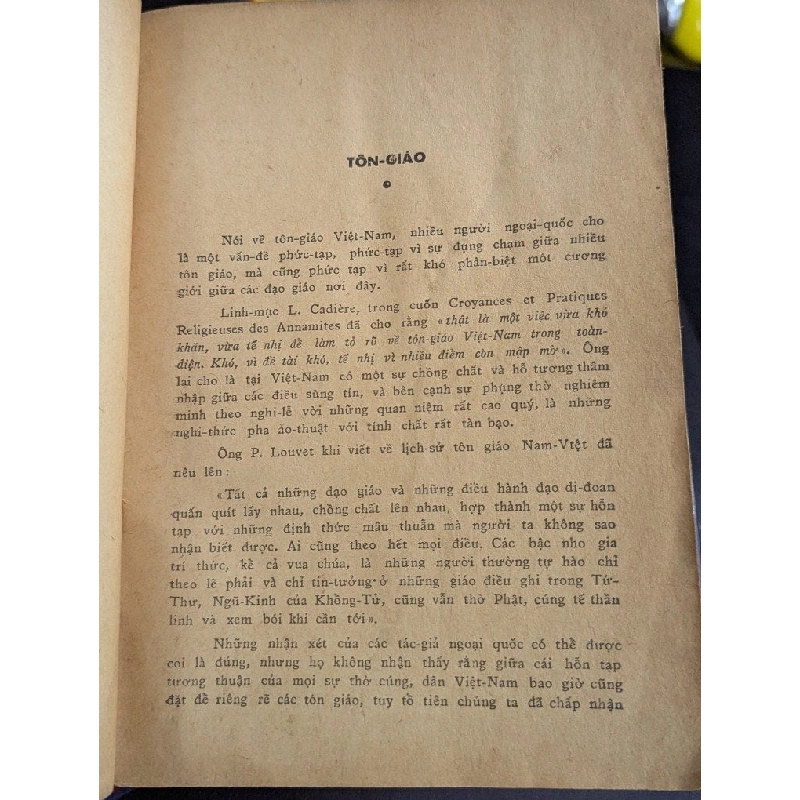 TÔN-GIÁO
Nói về tôn-giáo Việt-Nam, nhiều người ngoại-quốc cho
là một vấn-đề phức-tạp, phức-tạp vì sự đụng chạm giữa nhiều
tôn giáo, mà cũng phức tạp vì rất khó phân-biệt một cương
giới giữa các đạo giáo nơi đây.
Linh-mục L. Cadière, trong cuốn Croyances et Pratiques
Religieuses des Annamites đã cho rằng «thật là một việc vừa khó
khăn, vừa tế nhị để làm tỏ rõ về tôn-giáo Việt-Nam trong toàn-
diện. Khó, vì đề tài khó, tế nhị vì nhiều điểm còn mập mờ». Ông
lại cho là tại Việt-Nam có một sự chồng chất và hỗ tương thâm
nhập giữa các điều sùng tín, và bên cạnh sự phụng thờ nghiêm
minh theo nghi-lễ với những quan niệm rất cao quý, là những
nghi-thức pha ảo-thuật với tính chất rất tàn bạo.
Ông P. Louvet khi viết về lịch-sử tôn giáo Nam-Việt đã
nêu lên :
«Tất cả những đạo giáo và những điều hành đạo dị-đoan
quấn quít lấy nhau, chồng chất lên nhau, hợp thành một sự hỗn
tạp với những định thức mâu thuẫn mà người ta không sao
nhận biết được. Ai cũng theo hết mọi điều. Các bậc nho gia
trí thức, kể cả vua chúa, là những người thường tự hào chỉ
theo lẽ phải và chỉ tín-tưởng ở những giáo điều ghi trong Tứ-
Thư, Ngũ-Kinh của Khổng-Tử, cũng vẫn thờ Phật, cúng tế thần
linh và xem bói khi cần tới».
Những nhận xét của các tác-giả ngoại quốc có thể được
coi là đúng, nhưng họ không nhận thấy rằng giữa cái hỗn tạp
tương thuận của mọi sự thờ cúng, dân Việt-Nam bao giờ cũng
đặt để riêng rẽ các tôn giáo, tuy tổ tiên chúng ta đã chấp nhận